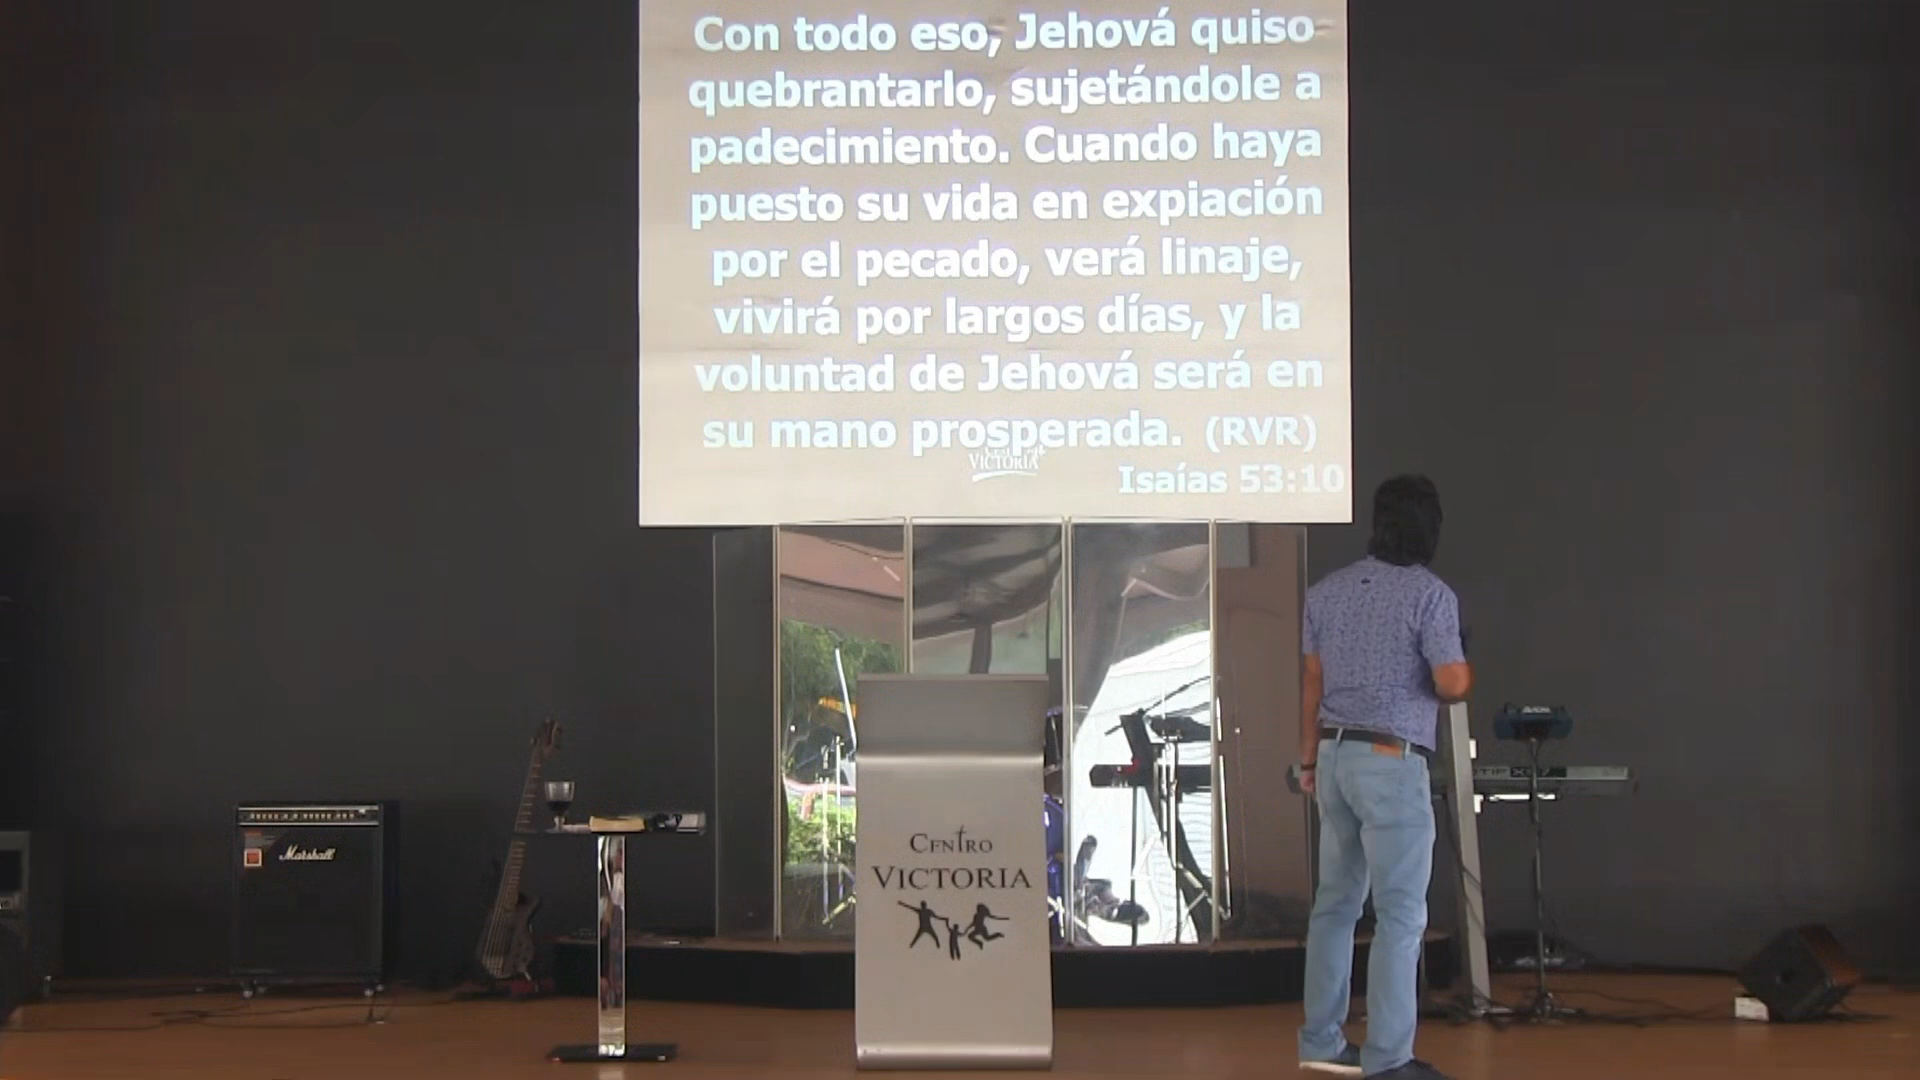 Con todo eso, Jehová quiso
quebrantarlo, sujetándole a
padecimiento. Cuando haya
puesto su vida en expiación
por el pecado, verá linaje,
vivirá por largos días, y la
voluntad de Jehová será en
su mano prosperada. (RVR)
VICTORIA
Isaías 53:10
Marshall
CENTRO
VICTORIA